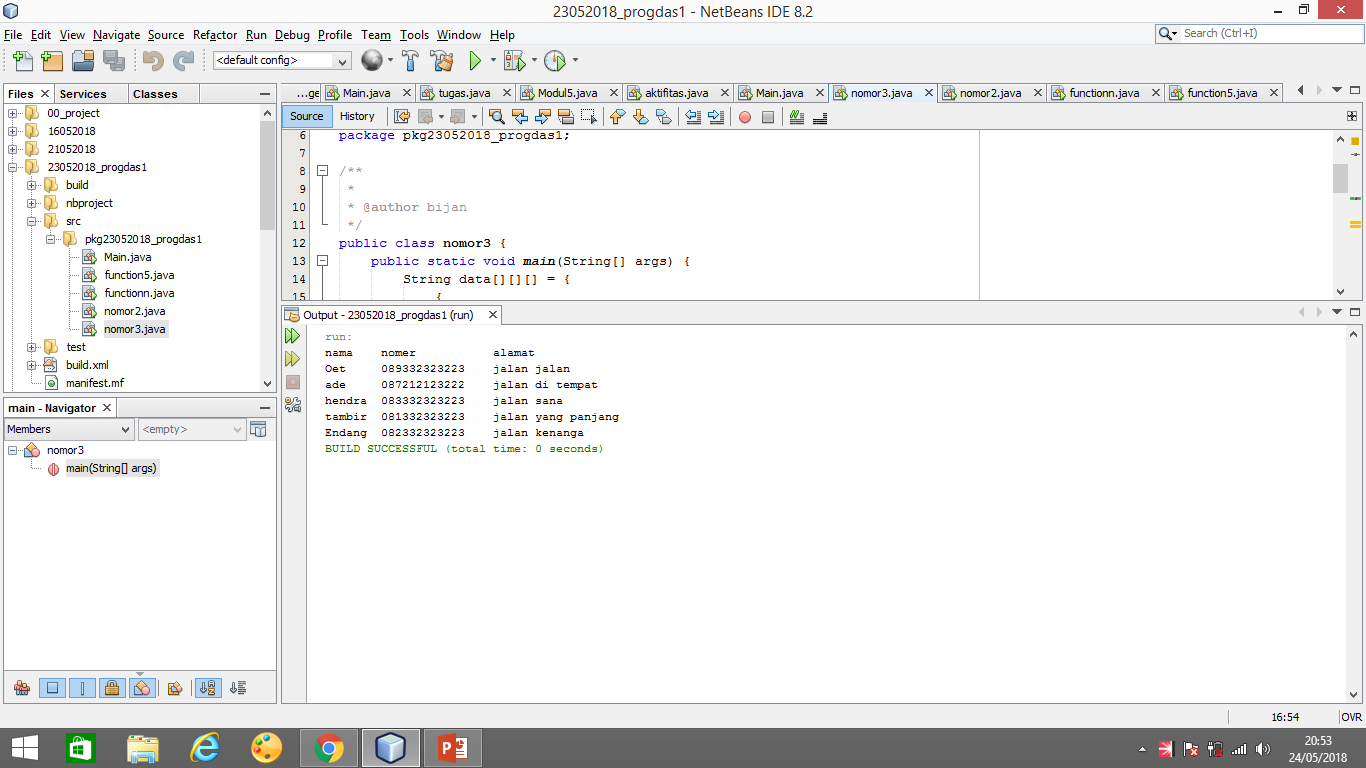 23052018_progdas1 - NetBeans IDE 8.2
File Edit View Navigate Source Refactor Run Debug Profile Team Tools Window Help
Search (Ctrl+I)
<default config>
Files
Services
Classes
00_project
16052018
21052018
23052018_progdas1
build
nbproject
src
pkg23052018_progdas1
Main.java
function5.java
functionn.java
nomor2.java
nomor3.java
test
build.xml
manifest.mf
main - Navigator
Members
<empty>
nomor3
main(String[] args)
...ge Main.java tugas.java Modul5.java aktifitas.java Main.java nomor3.java nomor2.java functionn.java function5.java
Source History
6 package pkg23052018_progdas1;
7
8 /**
9 *
10 * @author bijan
11 */
12 public class nomor3 {
13 public static void main(String[] args) {
14 String data[][][] = {
15 {
Output - 23052018_progdas1 (run)
run:
nama nomer alamat
Oet 089332323223 jalan jalan
ade 087212123222 jalan di tempat
hendra 083332323223 jalan sana
tambir 081332323223 jalan yang panjang
Endang 082332323223 jalan kenanga
BUILD SUCCESSFUL (total time: 0 seconds)
16:54 OVR
20:53
24/05/2018